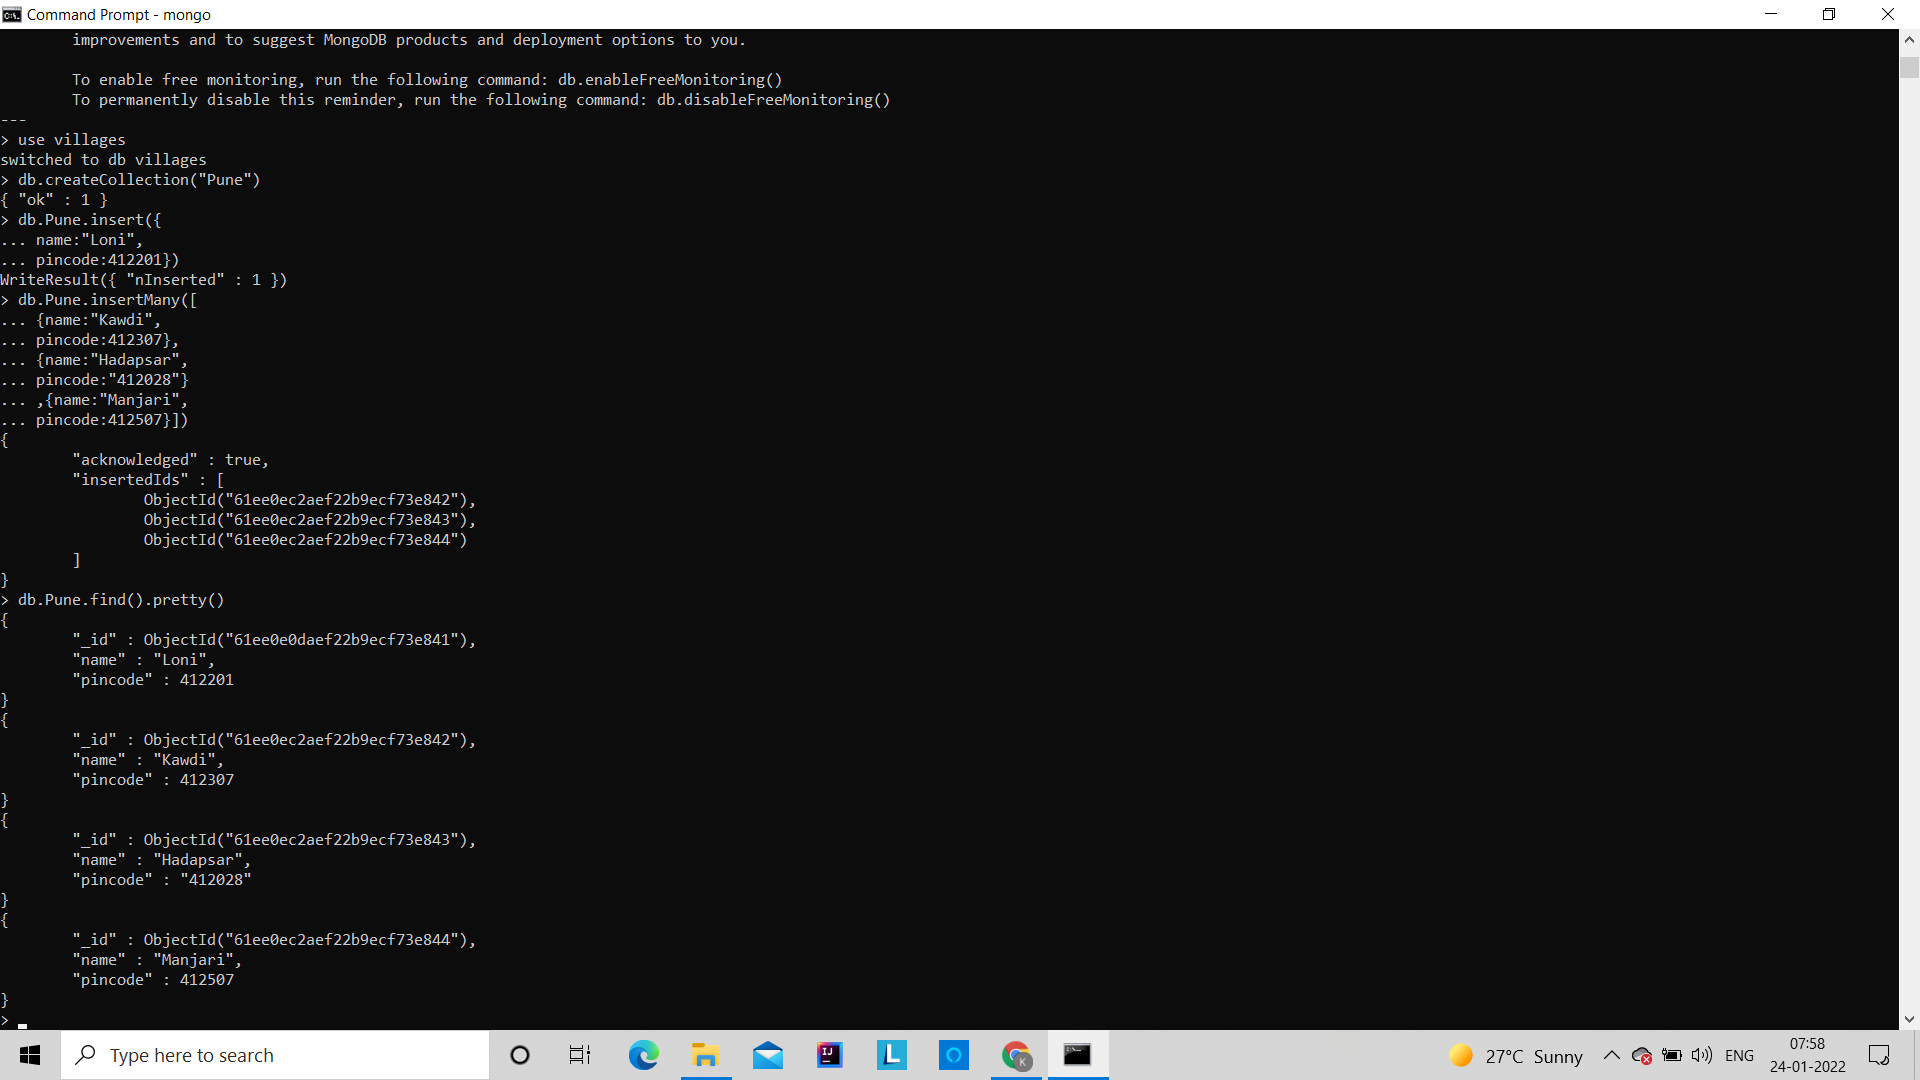 Command Prompt - mongo
improvements and to suggest MongoDB products and deployment options to you.
To enable free monitoring, run the following command: db.enableFreeMonitoring()
To permanently disable this reminder, run the following command: db.disableFreeMonitoring()
---
> use villages
switched to db villages
> db.createCollection("Pune")
{ "ok" : 1 }
> db.Pune.insert({
... name:"Loni",
... pincode:412201})
WriteResult({ "nInserted" : 1 })
> db.Pune.insertMany([
... {name:"Kawdi",
... pincode:412307},
... {name:"Hadapsar",
... pincode:"412028"}
... ,{name:"Manjari",
... pincode:412507}])
{
"acknowledged" : true,
"insertedIds" : [
ObjectId("61ee0ec2aef22b9ecf73e842"),
ObjectId("61ee0ec2aef22b9ecf73e843"),
ObjectId("61ee0ec2aef22b9ecf73e844")
]
}
> db.Pune.find().pretty()
{
"_id" : ObjectId("61ee0e0daef22b9ecf73e841"),
"name" : "Loni",
"pincode" : 412201
}
{
"_id" : ObjectId("61ee0ec2aef22b9ecf73e842"),
"name" : "Kawdi",
"pincode" : 412307
}
{
"_id" : ObjectId("61ee0ec2aef22b9ecf73e843"),
"name" : "Hadapsar",
"pincode" : "412028"
}
{
"_id" : ObjectId("61ee0ec2aef22b9ecf73e844"),
"name" : "Manjari",
"pincode" : 412507
}
>
Type here to search
IJ
L
K
27°C Sunny
ENG
07:58
24-01-2022